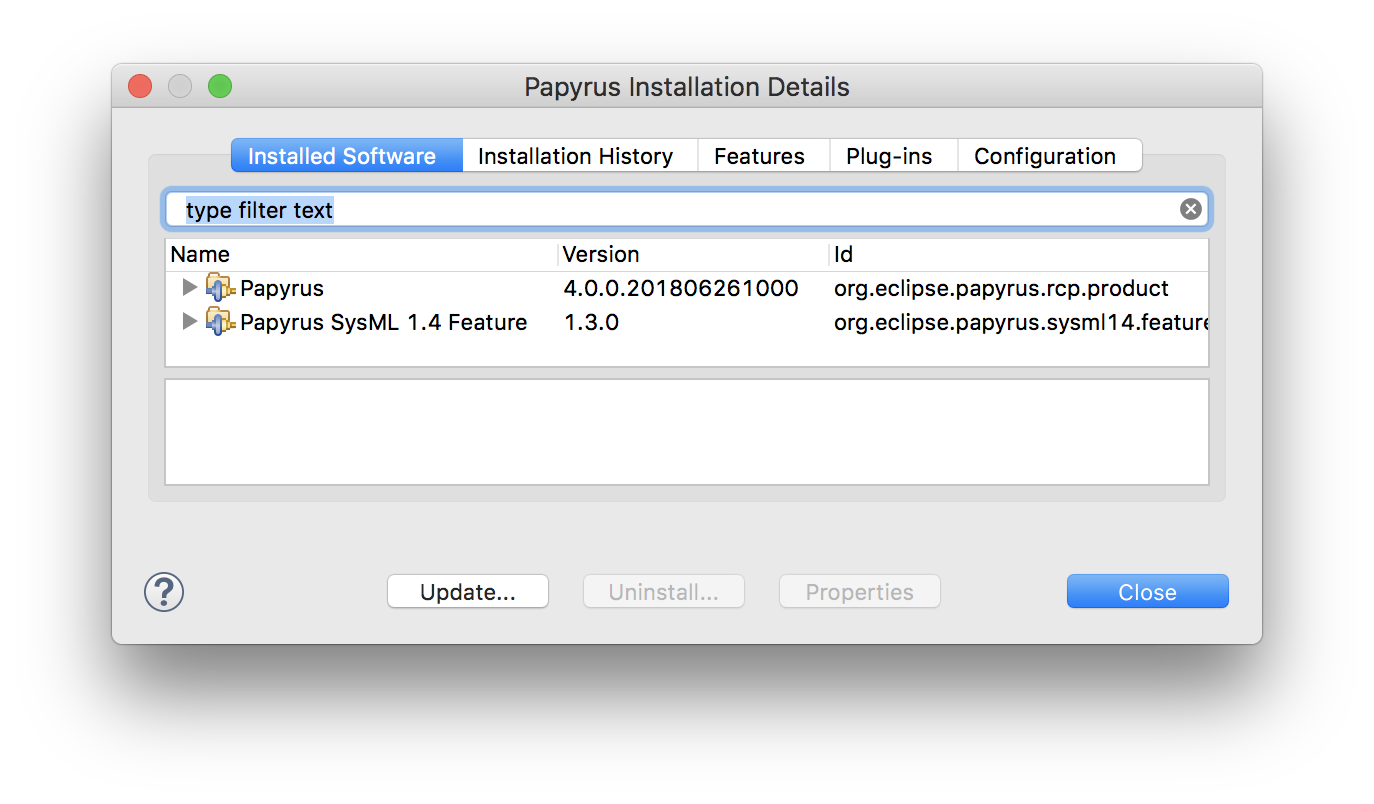 Papyrus Installation Details
Installed Software Installation History Features Plug-ins Configuration
type filter text
Name Version Id
Papyrus 4.0.0.201806261000 org.eclipse.papyrus.rcp.product
Papyrus SysML 1.4 Feature 1.3.0 org.eclipse.papyrus.sysml14.feature
? Update... Uninstall... Properties Close